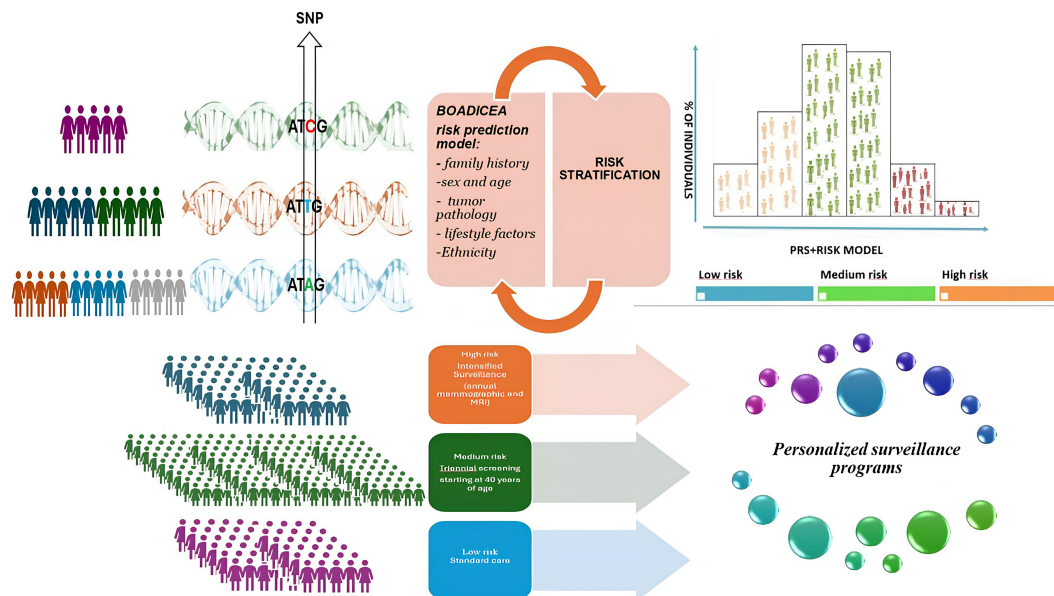 SNP
ATCG
ATTG
ATAG
BOADICEA
risk prediction
model:
- family history
-sex and age
- tumor
pathology
- lifestyle factors
-Ethnicity
RISK
STRATIFICATION
% OF INDIVIDUALS
PRS+RISK MODEL
Low risk
Medium risk
High risk
High risk
Intensified
Surveillance
(annual
mammographic and
MRI)
Medium risk
Triennial screening
starting at 40 years
of age
Low risk
Standard care
Personalized surveillance
programs